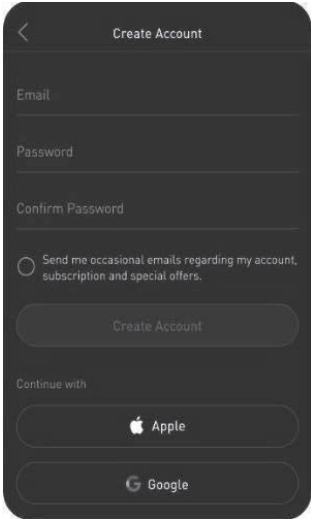 Create Account
Email
Password
Confirm Password
Send me occasional emails regarding my account,
subscription and special offers.
Create Account
Continue with
Apple
Google